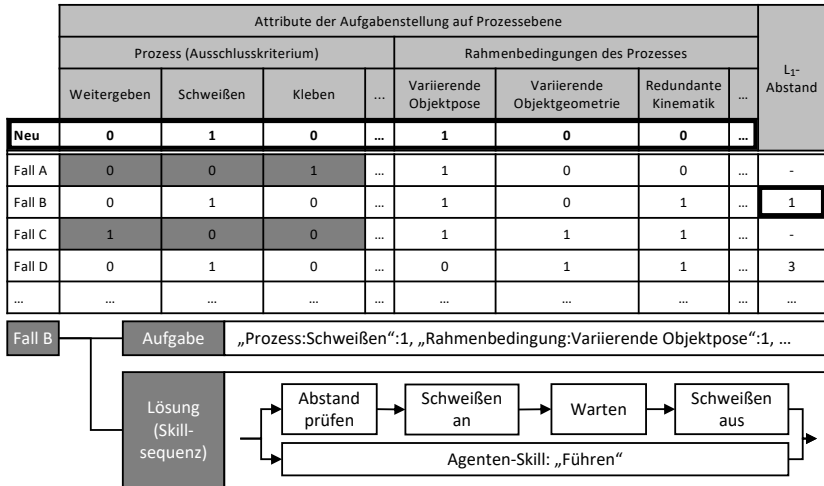 Attribute der Aufgabenstellung auf Prozessebene
Prozess (Ausschlusskriterium) Rahmenbedingungen des Prozesses L₁-Abstand
Weitergeben Schweißen Kleben ... Variierende Objektpose Variierende Objektgeometrie Redundante Kinematik ...
Neu 0 1 0 ... 1 0 0 ...
Fall A 0 0 1 ... 1 0 0 ... -
Fall B 0 1 0 ... 1 0 1 ... 1
Fall C 1 0 0 ... 1 1 1 ... -
Fall D 0 1 0 ... 0 1 1 ... 3
... ... ... ... ... ... ... ... ... ...
Fall B Aufgabe „Prozess:Schweißen“:1, „Rahmenbedingung:Variierende Objektpose“:1, ...
Lösung
(Skill-
sequenz)
Abstand
prüfen
Schweißen
an
Warten
Schweißen
aus
Agenten-Skill: „Führen“